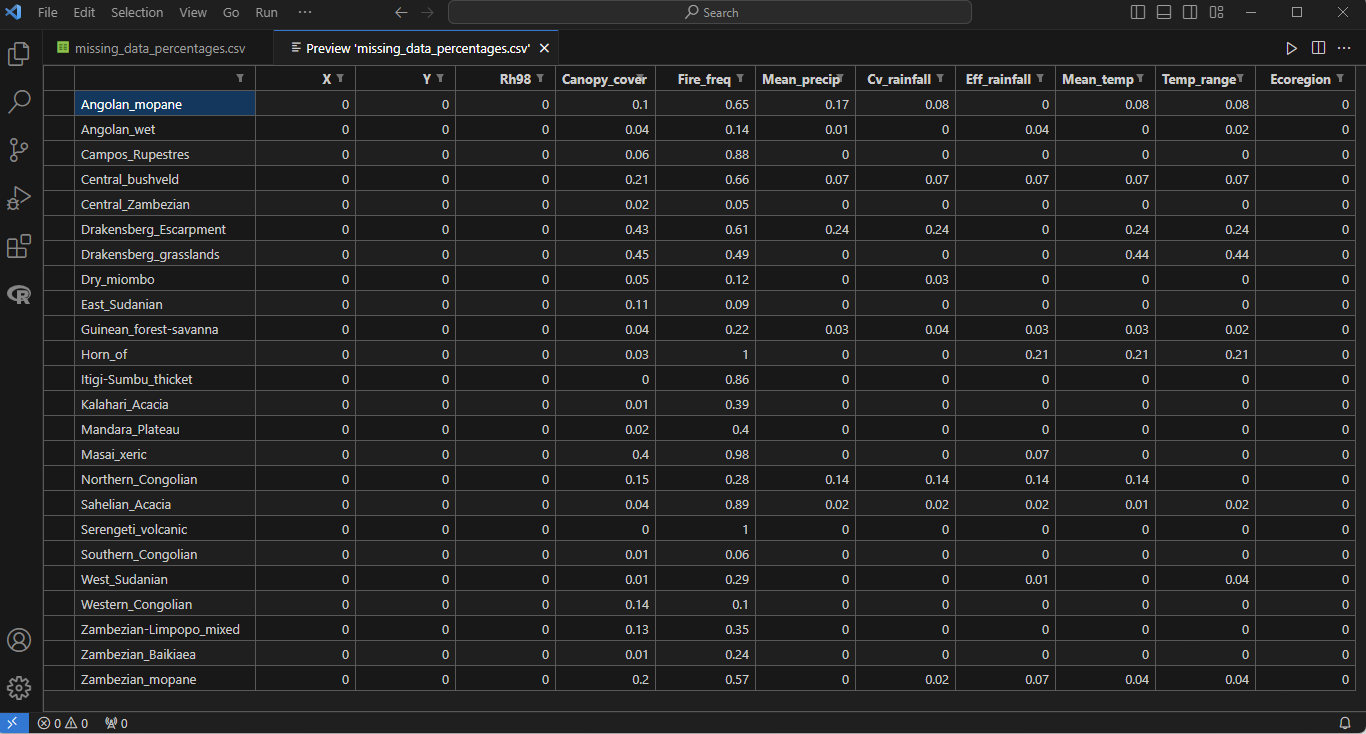 File Edit Selection View Go Run ··· Search
missing_data_percentages.csv Preview 'missing_data_percentages.csv'
X Y Rh98 Canopy_cover Fire_freq Mean_precip Cv_rainfall Eff_rainfall Mean_temp Temp_range Ecoregion
Angolan_mopane 0 0 0 0.1 0.65 0.17 0.08 0 0.08 0.08 0
Angolan_wet 0 0 0 0.04 0.14 0.01 0 0.04 0 0.02 0
Campos_Rupestres 0 0 0 0.06 0.88 0 0 0 0 0 0
Central_bushveld 0 0 0 0.21 0.66 0.07 0.07 0.07 0.07 0.07 0
Central_Zambezian 0 0 0 0.02 0.05 0 0 0 0 0 0
Drakensberg_Escarpment 0 0 0 0.43 0.61 0.24 0.24 0 0.24 0.24 0
Drakensberg_grasslands 0 0 0 0.45 0.49 0 0 0 0.44 0.44 0
Dry_miombo 0 0 0 0.05 0.12 0 0.03 0 0 0 0
East_Sudanian 0 0 0 0.11 0.09 0 0 0 0 0 0
Guinean_forest-savanna 0 0 0 0.04 0.22 0.03 0.04 0.03 0.03 0.02 0
Horn_of 0 0 0 0.03 1 0 0 0.21 0.21 0.21 0
Itigi-Sumbu_thicket 0 0 0 0 0.86 0 0 0 0 0 0
Kalahari_Acacia 0 0 0 0.01 0.39 0 0 0 0 0 0
Mandara_Plateau 0 0 0 0.02 0.4 0 0 0 0 0 0
Masai_xeric 0 0 0 0.4 0.98 0 0 0.07 0 0 0
Northern_Congolian 0 0 0 0.15 0.28 0.14 0.14 0.14 0.14 0 0
Sahelian_Acacia 0 0 0 0.04 0.89 0.02 0.02 0.02 0.01 0.02 0
Serengeti_volcanic 0 0 0 0 1 0 0 0 0 0 0
Southern_Congolian 0 0 0 0.01 0.06 0 0 0 0 0 0
West_Sudanian 0 0 0 0.01 0.29 0 0 0.01 0 0.04 0
Western_Congolian 0 0 0 0.14 0.1 0 0 0 0 0 0
Zambezian-Limpopo_mixed 0 0 0 0.13 0.35 0 0 0 0 0 0
Zambezian_Baikiaea 0 0 0 0.01 0.24 0 0 0 0 0 0
Zambezian_mopane 0 0 0 0.2 0.57 0 0.02 0.07 0.04 0.04 0
0 0 0